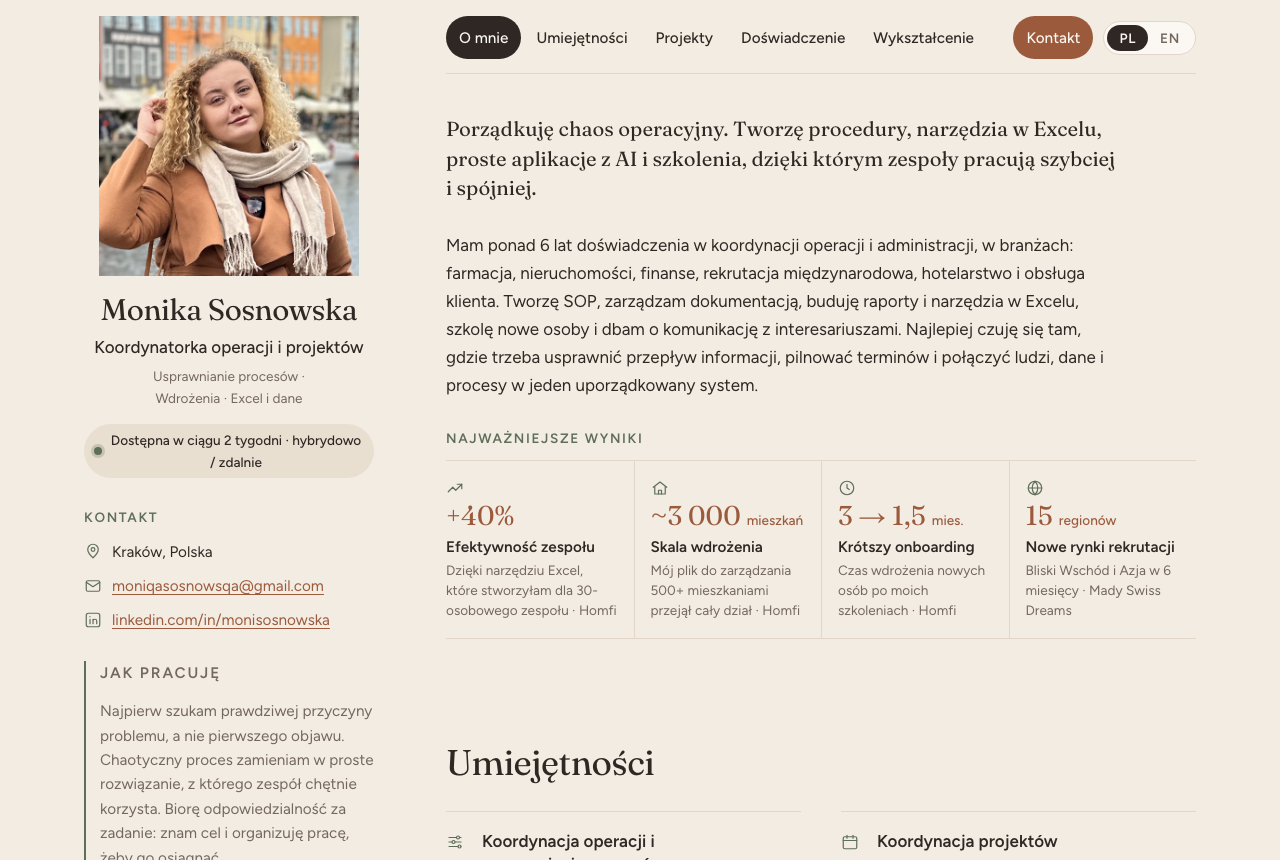 O mnie
Umiejętności
Projekty
Doświadczenie
Wykształcenie
Kontakt
PL
EN
Monika Sosnowska
Koordynatorka operacji i projektów
Usprawnianie procesów ·
Wdrożenia · Excel i dane
Dostępna w ciągu 2 tygodni · hybrydowo
/ zdalnie
KONTAKT
Kraków, Polska
moniqasosnowsqa@gmail.com
linkedin.com/in/monisosnowska
JAK PRACUJĘ
Najpierw szukam prawdziwej przyczyny
problemu, a nie pierwszego objawu.
Chaotyczny proces zamieniam w proste
rozwiązanie, z którego zespół chętnie
korzysta. Biorę odpowiedzialność za
zadanie: znam cel i organizuję pracę,
żeby go osiągnąć.
Porządkuję chaos operacyjny. Tworzę procedury, narzędzia w Excelu,
proste aplikacje z AI i szkolenia, dzięki którym zespoły pracują szybciej
i spójniej.
Mam ponad 6 lat doświadczenia w koordynacji operacji i administracji, w branżach:
farmacja, nieruchomości, finanse, rekrutacja międzynarodowa, hotelarstwo i obsługa
klienta. Tworzę SOP, zarządzam dokumentacją, buduję raporty i narzędzia w Excelu,
szkolę nowe osoby i dbam o komunikację z interesariuszami. Najlepiej czuję się tam,
gdzie trzeba usprawnić przepływ informacji, pilnować terminów i połączyć ludzi, dane i
procesy w jeden uporządkowany system.
NAJWAŻNIEJSZE WYNIKI
+40%
Efektywność zespołu
Dzięki narzędziu Excel,
które stworzyłam dla 30-
osobowego zespołu · Homfi
~3 000 mieszkań
Skala wdrożenia
Mój plik do zarządzania
500+ mieszkaniami
przejął cały dział · Homfi
3 → 1,5 mies.
Krótszy onboarding
Czas wdrożenia nowych
osób po moich
szkoleniach · Homfi
15 regionów
Nowe rynki rekrutacji
Bliski Wschód i Azja w 6
miesięcy · Mady Swiss
Dreams
Umiejętności
Koordynacja operacji i
Koordynacja projektów